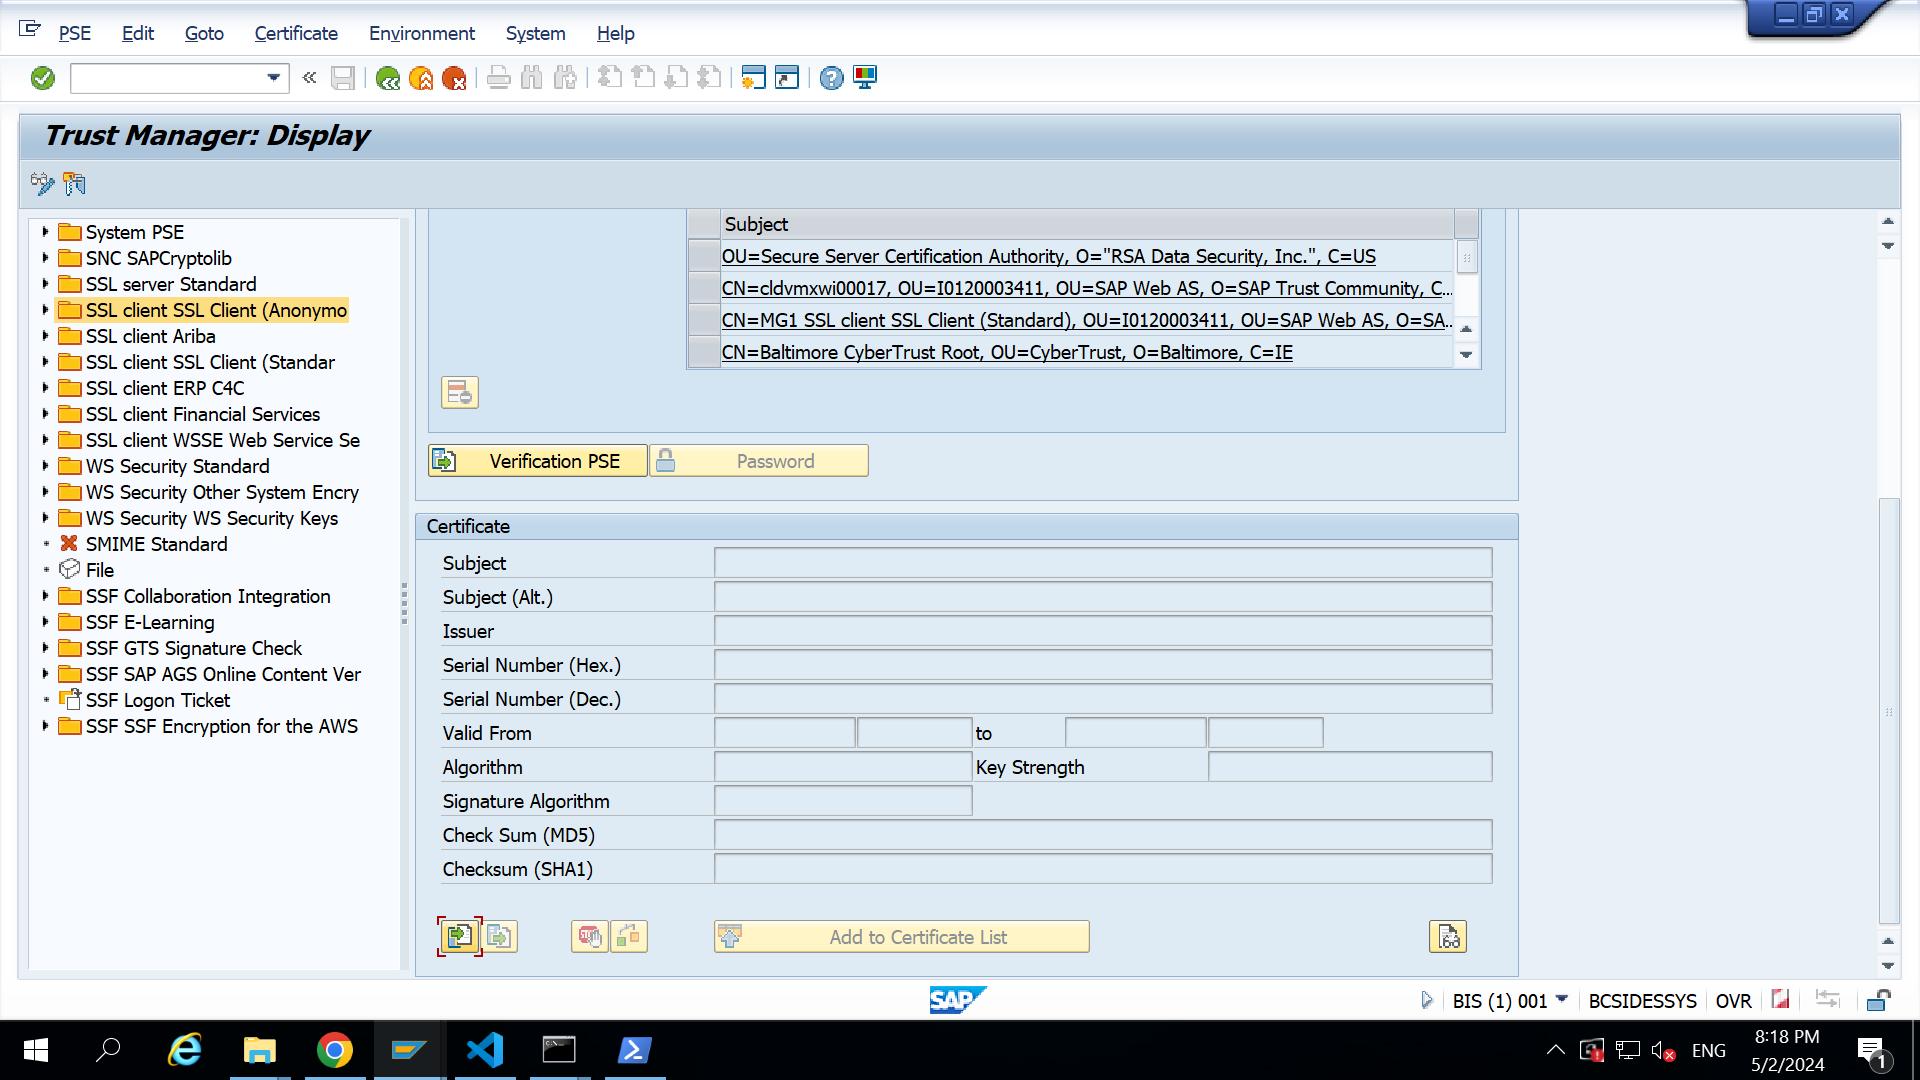 PSE Edit Goto Certificate Environment System Help
Trust Manager: Display
System PSE
SNC SAPCryptolib
SSL server Standard
SSL client SSL Client (Anonymo
SSL client Ariba
SSL client SSL Client (Standar
SSL client ERP C4C
SSL client Financial Services
SSL client WSSE Web Service Se
WS Security Standard
WS Security Other System Encry
WS Security WS Security Keys
SMIME Standard
File
SSF Collaboration Integration
SSF E-Learning
SSF GTS Signature Check
SSF SAP AGS Online Content Ver
SSF Logon Ticket
SSF SSF Encryption for the AWS
Subject
OU=Secure Server Certification Authority, O="RSA Data Security, Inc.", C=US
CN=cldvmxwi00017, OU=I0120003411, OU=SAP Web AS, O=SAP Trust Community, C...
CN=MG1 SSL client SSL Client (Standard), OU=I0120003411, OU=SAP Web AS, O=SA...
CN=Baltimore CyberTrust Root, OU=CyberTrust, O=Baltimore, C=IE
Verification PSE Password
Certificate
Subject
Subject (Alt.)
Issuer
Serial Number (Hex.)
Serial Number (Dec.)
Valid From to
Algorithm Key Strength
Signature Algorithm
Check Sum (MD5)
Checksum (SHA1)
Add to Certificate List
SAP BIS (1) 001 BCSIDESSYS OVR
ENG
8:18 PM
5/2/2024
1